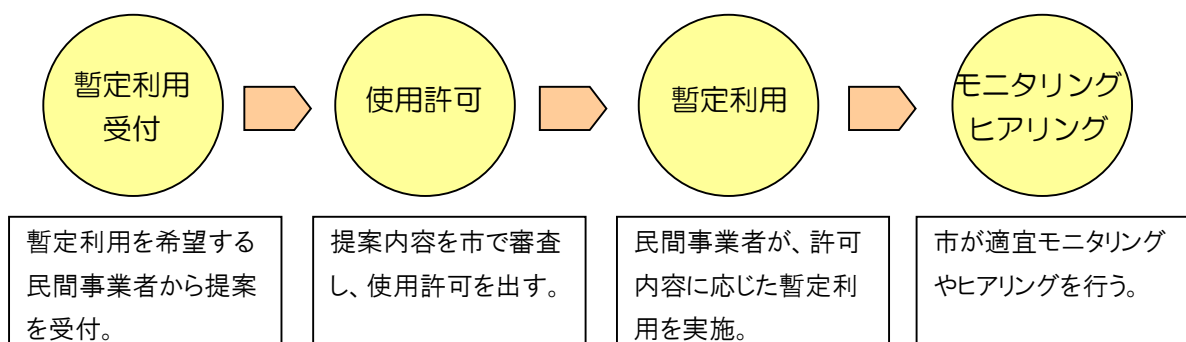 暫定利用
受付
使用許可
暫定利用
モニタリング
ヒアリング
暫定利用を希望する
民間事業者から提案
を受付。
提案内容を市で審査
し、使用許可を出す。
民間事業者が、許可
内容に応じた暫定利
用を実施。
市が適宜モニタリング
やヒアリングを行う。